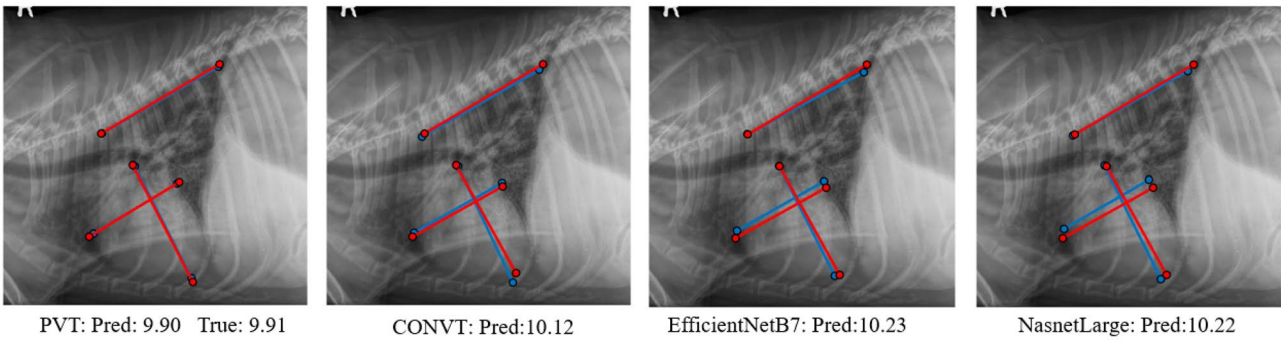 PVT: Pred: 9.90 True: 9.91
CONVT: Pred:10.12
EfficientNetB7: Pred:10.23
NasnetLarge: Pred:10.22